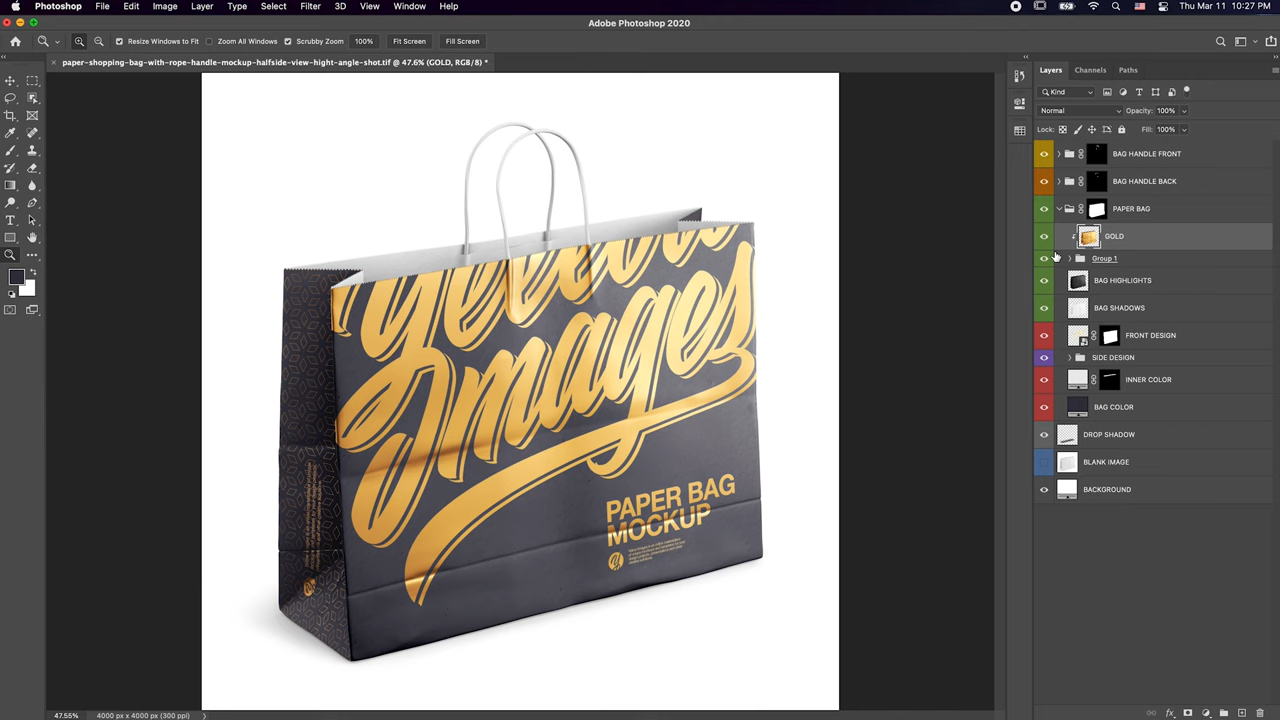 Photoshop File Edit Image Layer Type Select Filter 3D View Window Help Thu Mar 11 10:27 PM
Adobe Photoshop 2020
Resize Windows to Fit Zoom All Windows Scrubby Zoom 100% Fit Screen Fill Screen
paper-shopping-bag-with-rope-handle-mockup-halfside-view-hight-angle-shot.tif @ 47.6% (GOLD, RGB/8) *
Layers Channels Paths
Kind
Normal Opacity: 100%
Lock: Fill: 100%
BAG HANDLE FRONT
BAG HANDLE BACK
PAPER BAG
GOLD
Group 1
BAG HIGHLIGHTS
BAG SHADOWS
FRONT DESIGN
SIDE DESIGN
INNER COLOR
BAG COLOR
DROP SHADOW
BLANK IMAGE
BACKGROUND
Yellow
Images
PAPER BAG
MOCKUP
47.55% 4000 px x 4000 px (300 ppi)